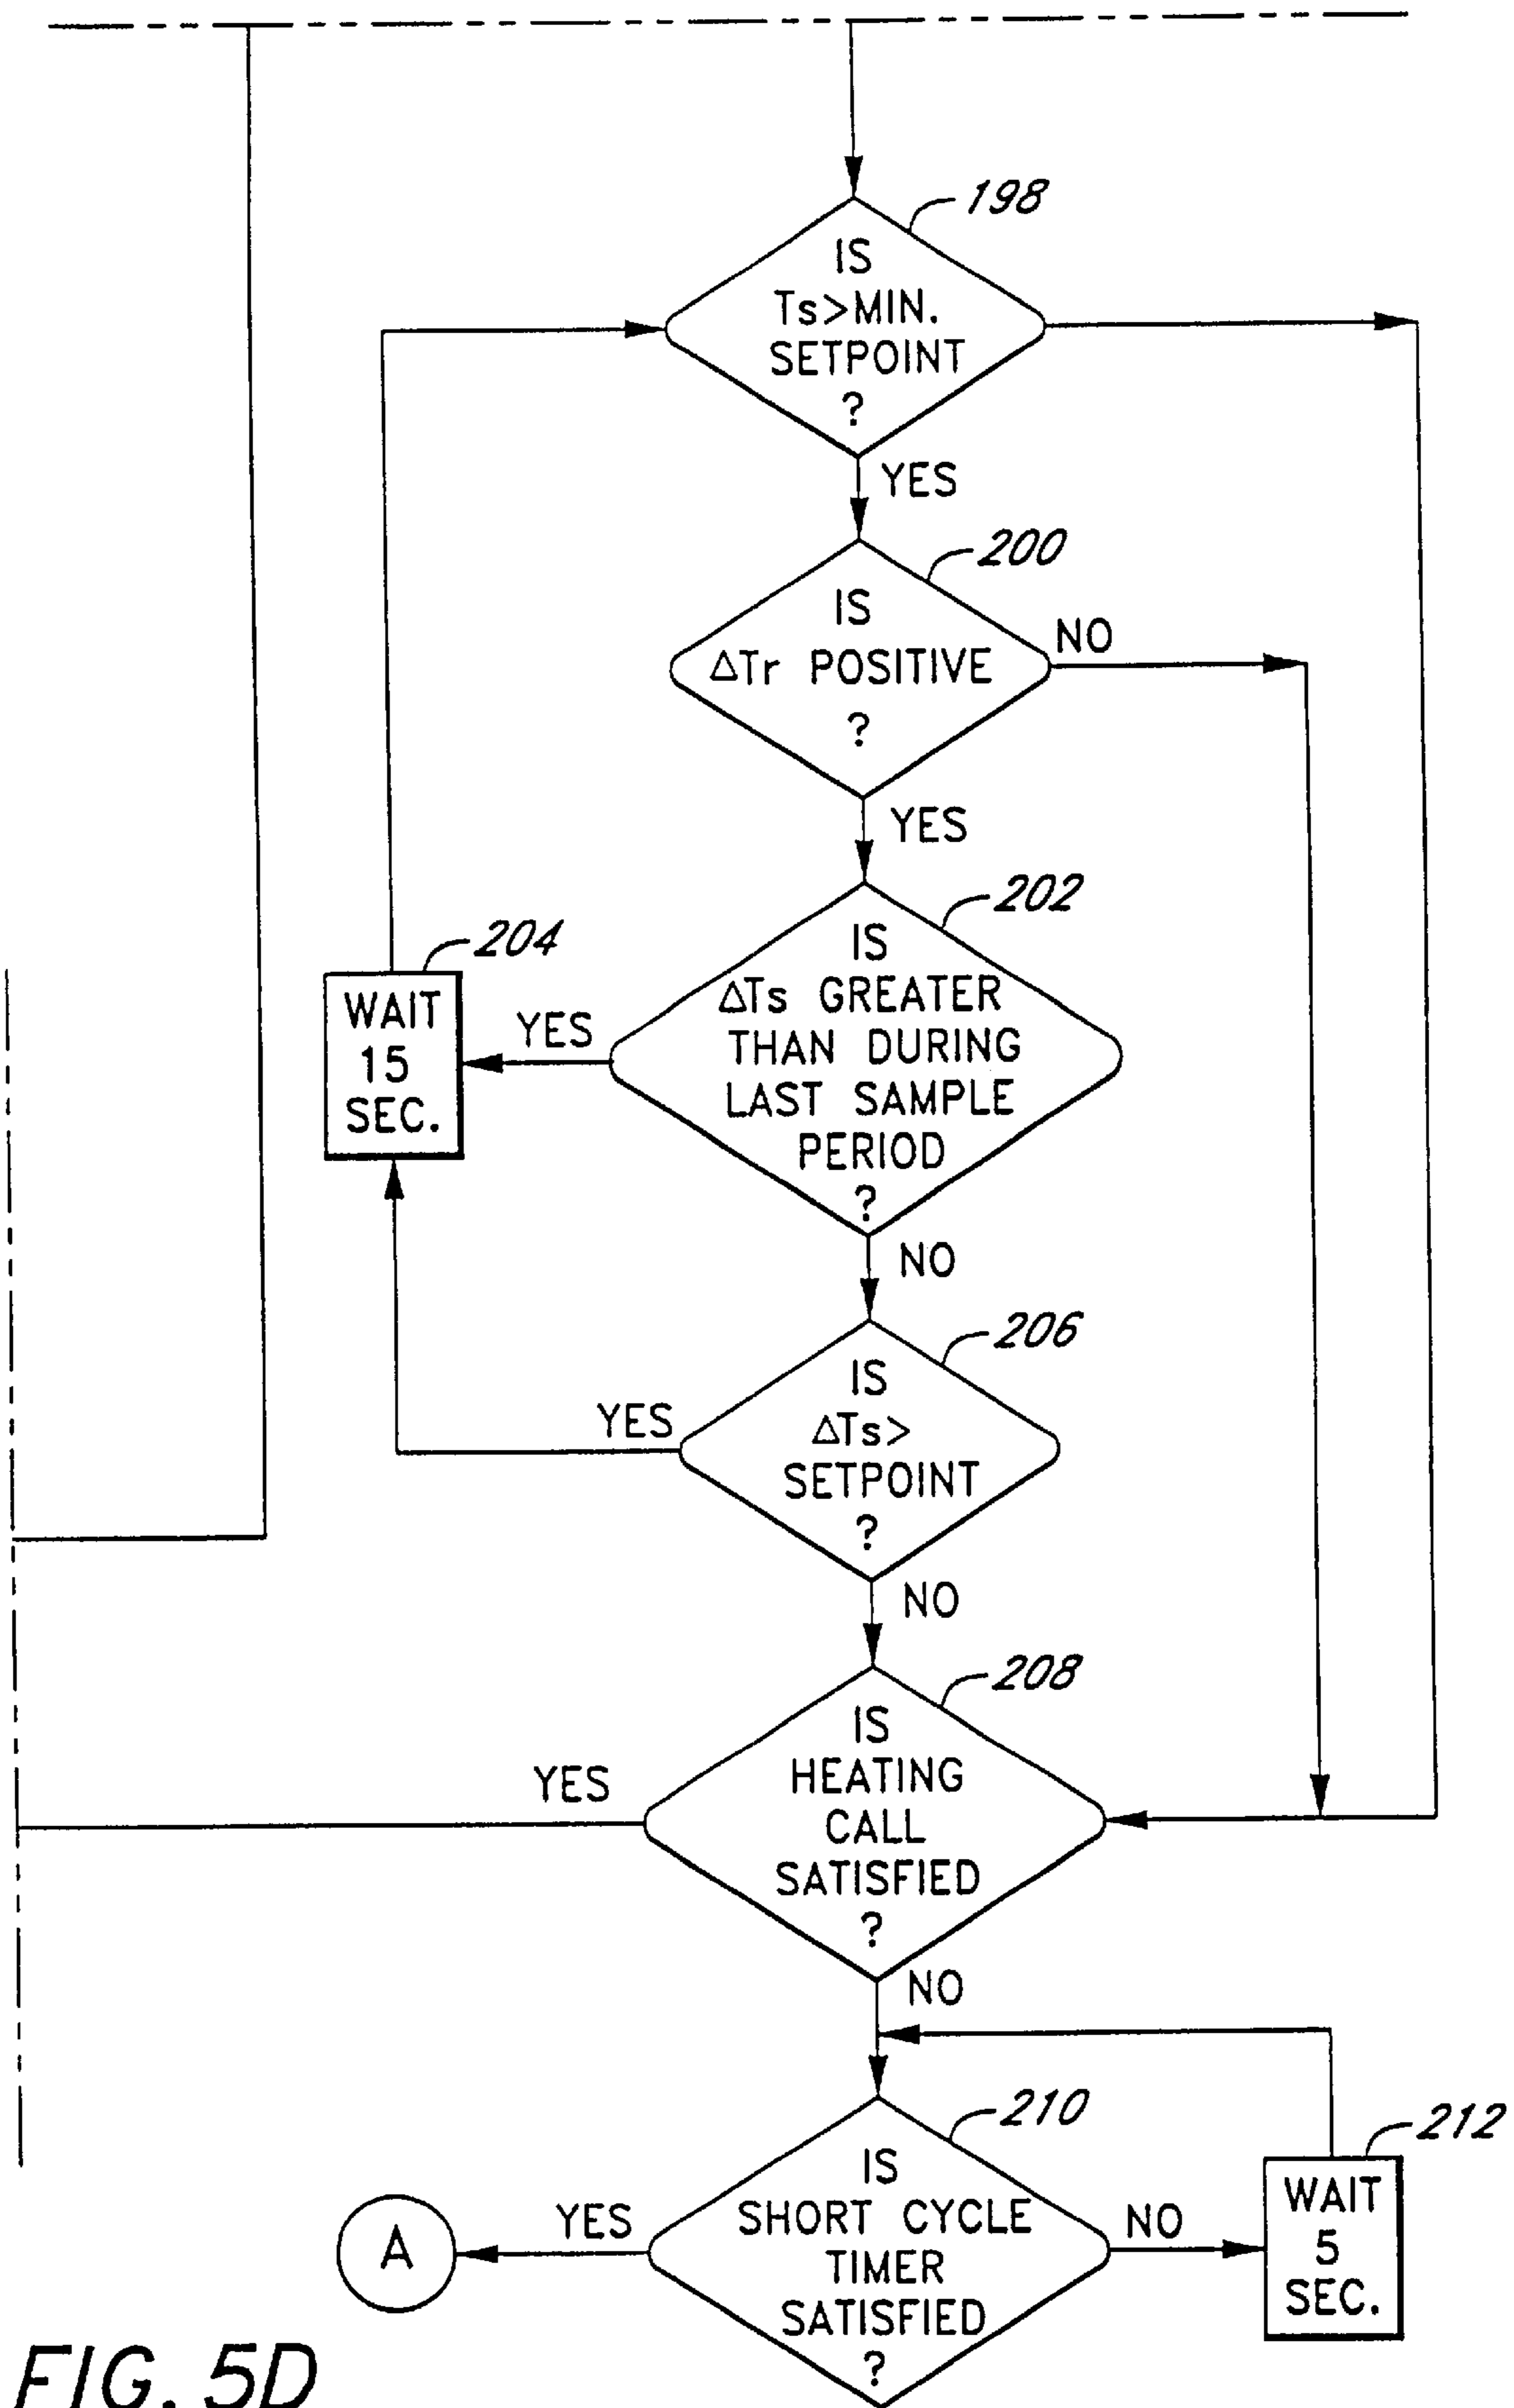 198
IS
Ts>MIN.
SETPOINT
?
YES
200
IS
ΔTr POSITIVE
?
NO
YES
202
IS
ΔTs GREATER
THAN DURING
LAST SAMPLE
PERIOD
?
YES
204
WAIT
15
SEC.
NO
206
IS
ΔTs>
SETPOINT
?
YES
NO
208
IS
HEATING
CALL
SATISFIED
?
YES
NO
210
IS
SHORT CYCLE
TIMER
SATISFIED
?
YES
A
NO
212
WAIT
5
SEC.
FIG. 5D